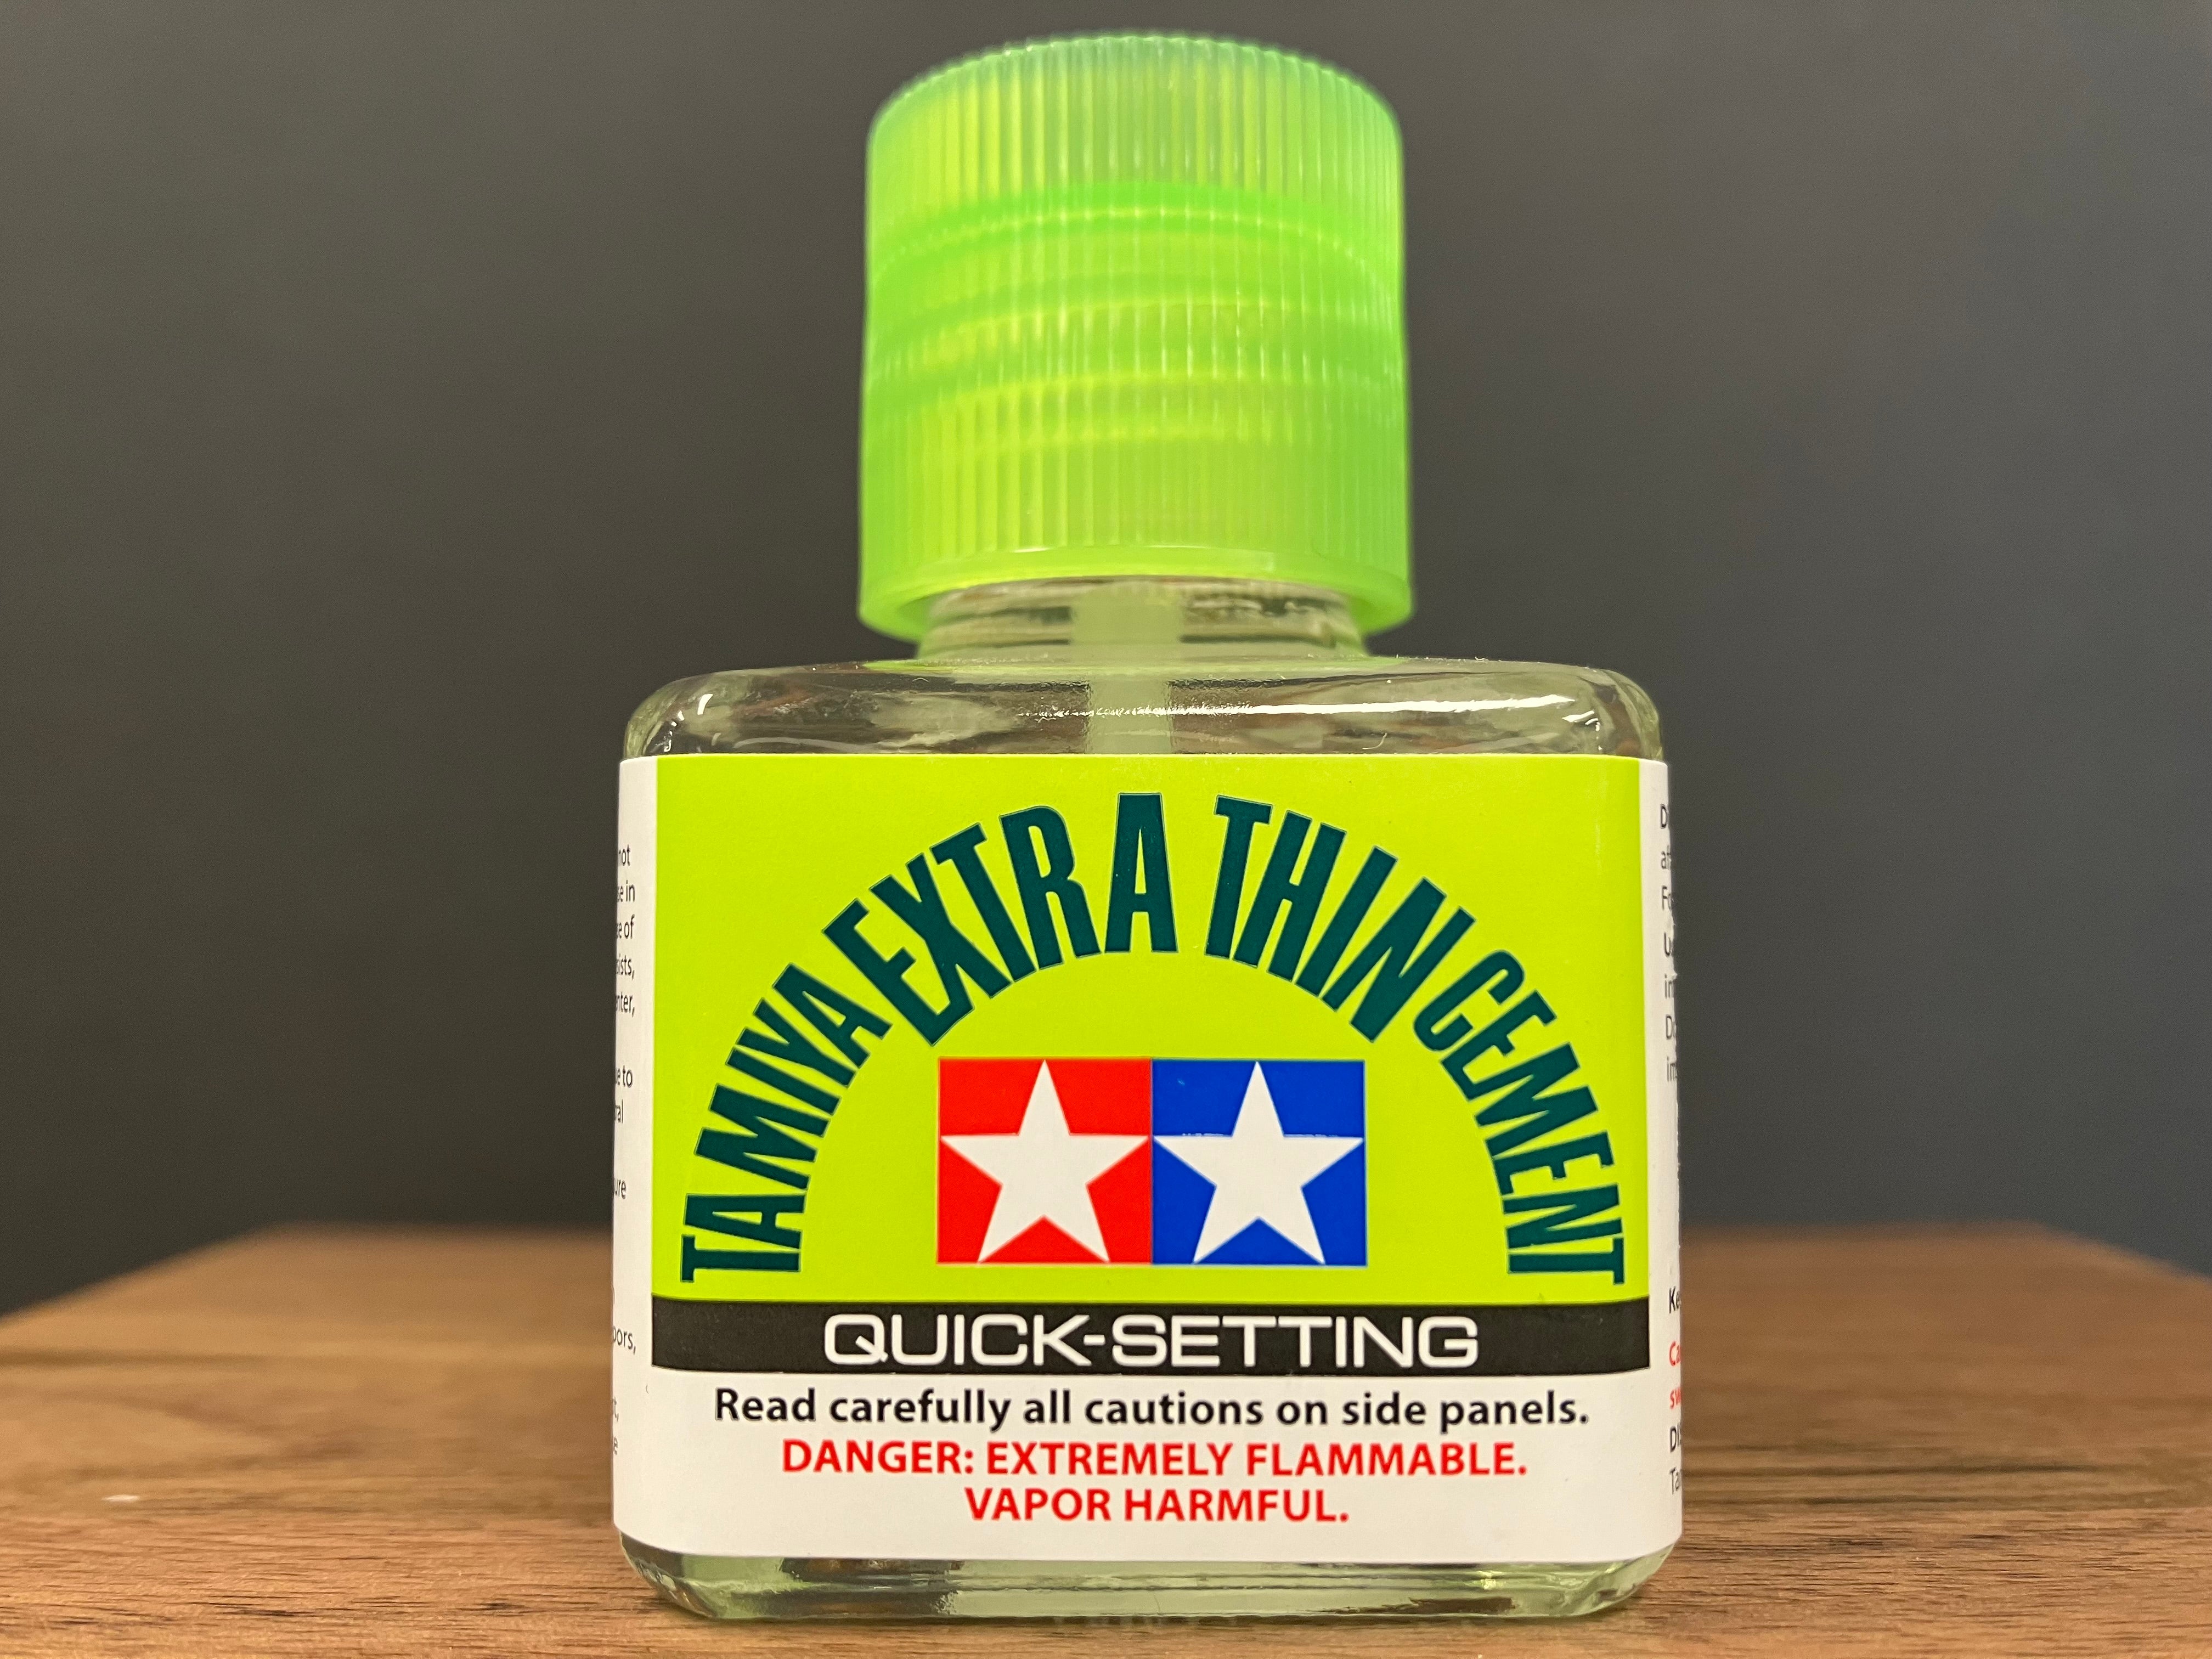 TAMIYA EXTRA THIN CEMENT
QUICK-SETTING
Read carefully all cautions on side panels.
DANGER: EXTREMELY FLAMMABLE.
VAPOR HARMFUL.